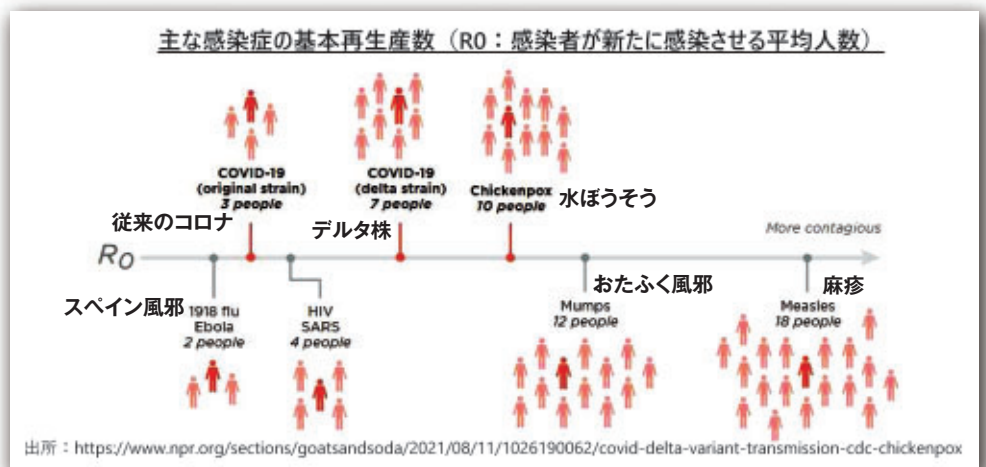 主な感染症の基本再生産数(R0:感染者が新たに感染させる平均人数)
COVID-19
(original strain)
3 people
従来のコロナ
COVID-19
(delta strain)
7 people
デルタ株
Chickenpox
10 people
水ぼうそう
More contagious
R0
スペイン風邪
1918 flu
Ebola
2 people
HIV
SARS
4 people
おたふく風邪
Mumps
12 people
麻疹
Measles
18 people
出所:https://www.npr.org/sections/goatsandsoda/2021/08/11/1026190062/covid-delta-variant-transmission-cdc-chickenpox